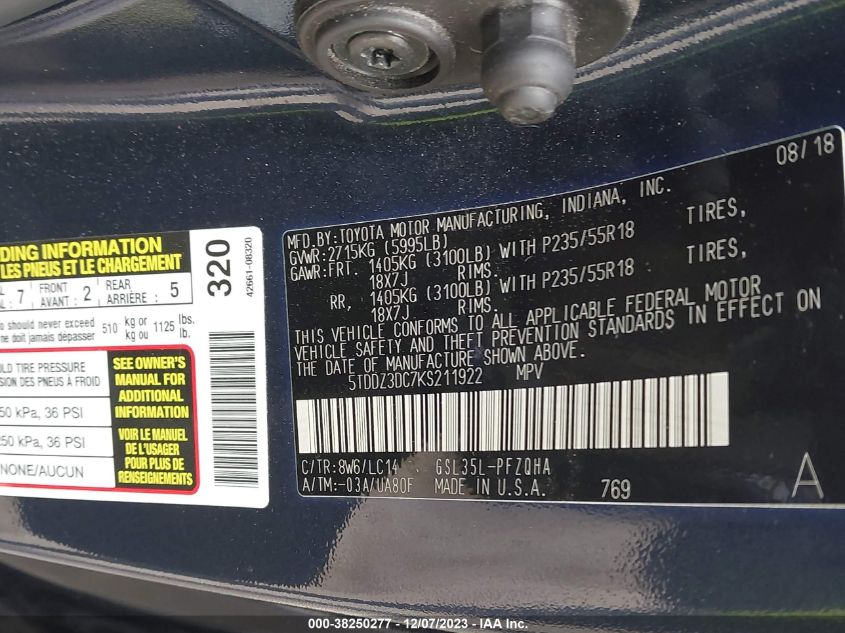 DING INFORMATION
LES PNEUS ET LE CHARGEMENT
7 FRONT AVANT : 2 REAR ARRIÈRE : 5
should never exceed 510 kg or kg ou 1125 lbs. lb.
ne doit jamais dépasser
TIRE PRESSURE
DES PNEUS À FROID
50 kPa, 36 PSI
250 kPa, 36 PSI
NONE/AUCUN
SEE OWNER'S
MANUAL FOR
ADDITIONAL
INFORMATION
VOIR LE MANUEL
DE L'USAGER
POUR PLUS DE
RENSEIGNEMENTS
320
42661-08320
08/18
MFD.BY:TOYOTA MOTOR MANUFACTURING, INDIANA, INC.
GVWR:2715KG (5995LB)
GAWR:FRT. 1405KG (3100LB) WITH P235/55R18 TIRES,
18X7J RIMS.
RR, 1405KG (3100LB) WITH P235/55R18 TIRES,
18X7J RIMS.
THIS VEHICLE CONFORMS TO ALL APPLICABLE FEDERAL MOTOR
VEHICLE SAFETY AND THEFT PREVENTION STANDARDS IN EFFECT ON
THE DATE OF MANUFACTURE SHOWN ABOVE.
5TDDZ3DC7KS211922 MPV
C/TR:8W6/LC14 GSL35L-PFZQHA
A/TM:-03A/UA80F MADE IN U.S.A. 769 A
000-38250277 - 12/07/2023 - IAA Inc.